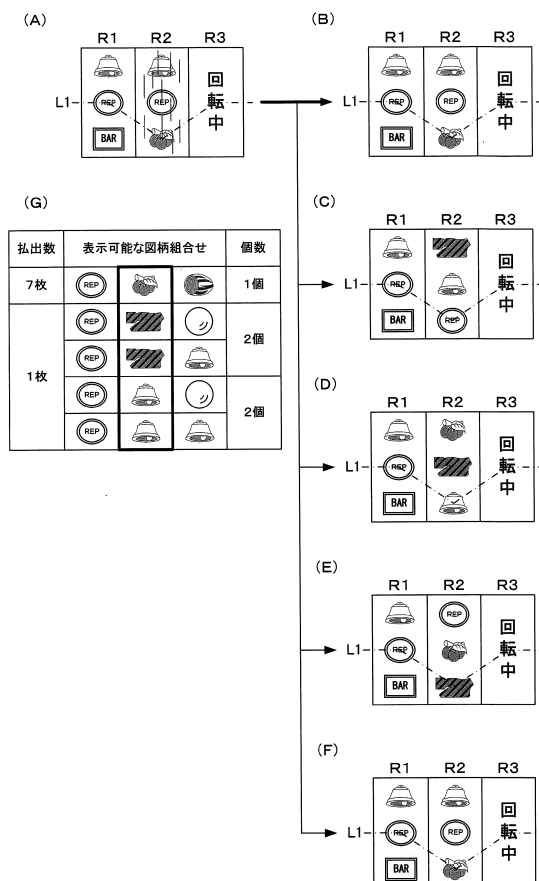 (A)
R1 R2 R3
L1
REP REP
BAR
回転中
(B)
R1 R2 R3
L1
REP REP
BAR
回転中
(G)
払出数 表示可能な図柄組合せ 個数
7枚 REP 1個
1枚 REP 2個
REP
REP 2個
REP
(C)
R1 R2 R3
L1
REP
BAR REP
回転中
(D)
R1 R2 R3
L1
REP
BAR
回転中
(E)
R1 R2 R3
REP
L1
REP
BAR
回転中
(F)
R1 R2 R3
L1
REP REP
BAR
回転中